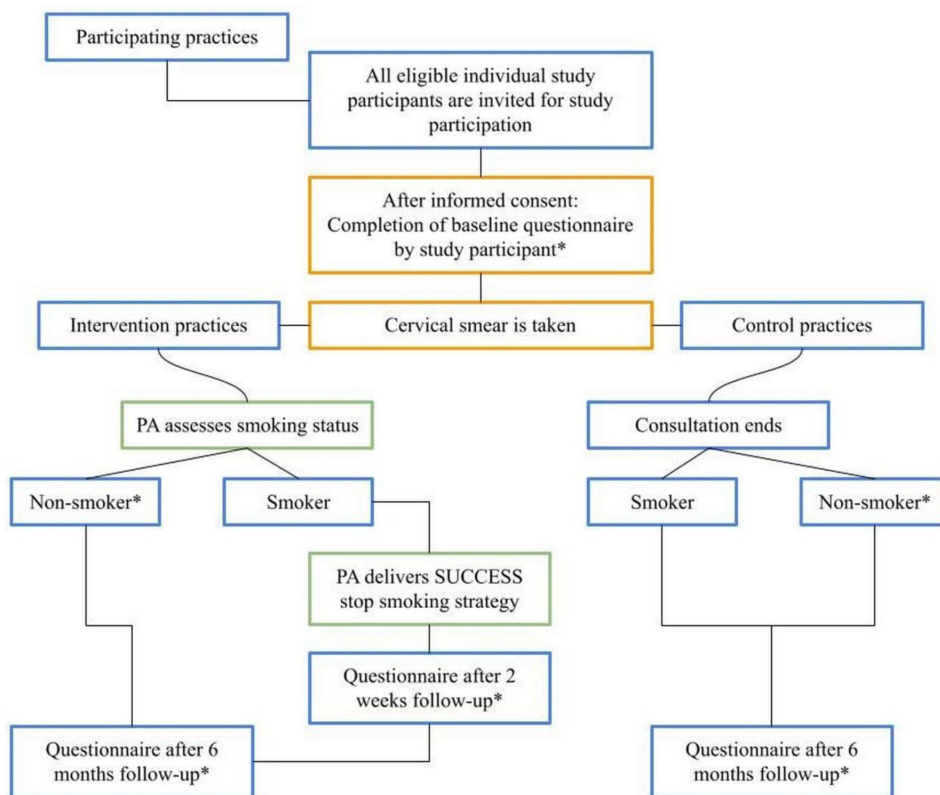 Participating practices
All eligible individual study
participants are invited for study
participation
After informed consent:
Completion of baseline questionnaire
by study participant*
Intervention practices
Cervical smear is taken
Control practices
PA assesses smoking status
Consultation ends
Non-smoker*
Smoker
Smoker
Non-smoker*
PA delivers SUCCESS
stop smoking strategy
Questionnaire after 2
weeks follow-up*
Questionnaire after 6
months follow-up*
Questionnaire after 6
months follow-up*